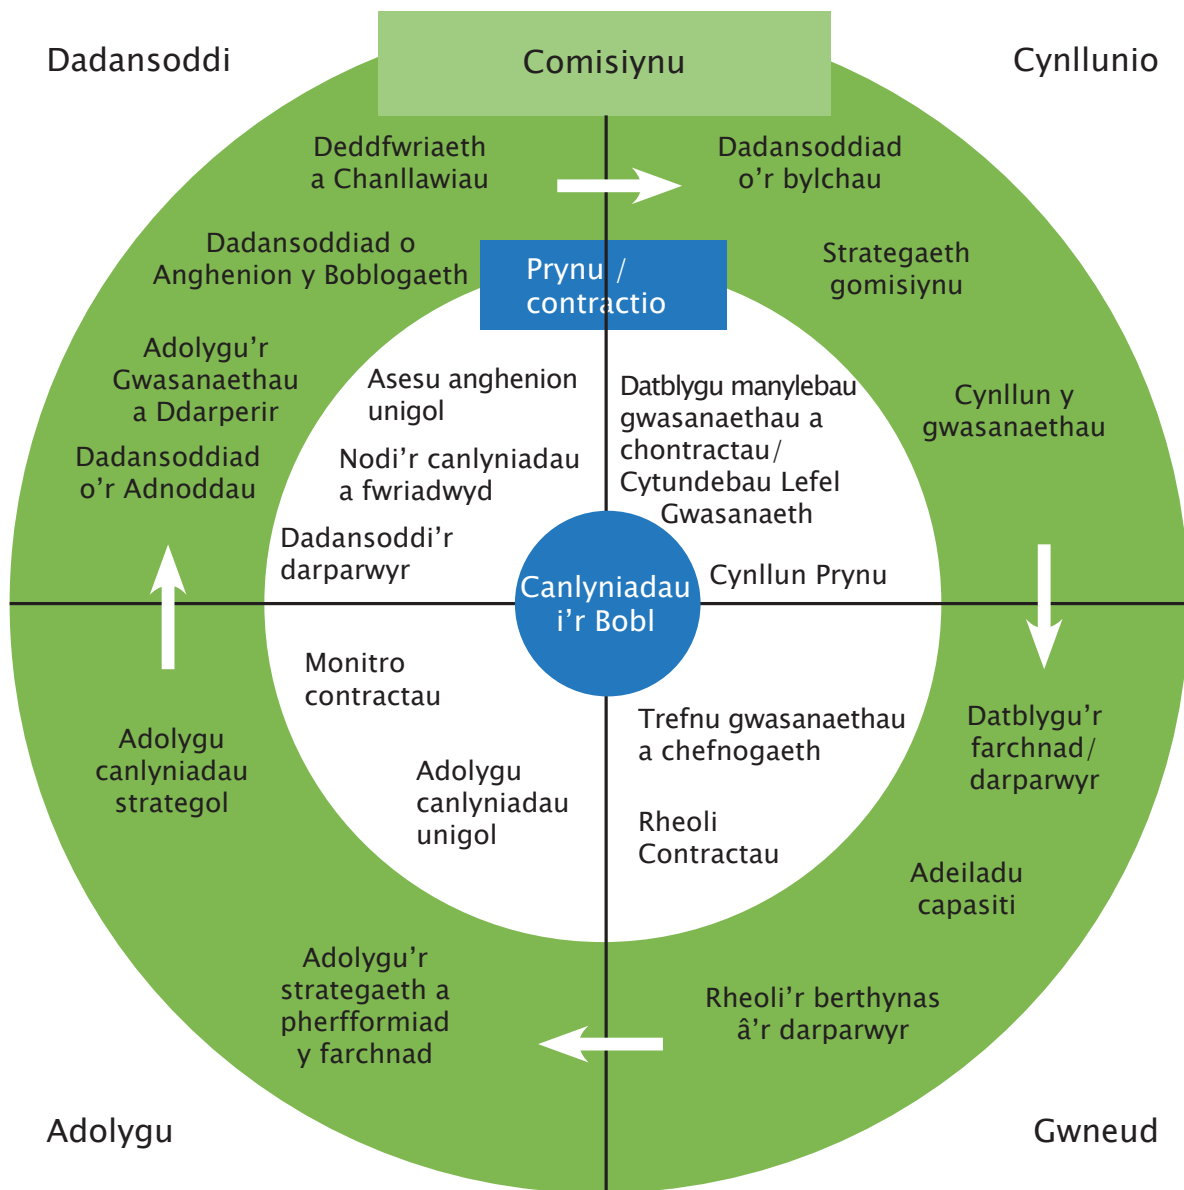 Dadansoddi
Comisiynu
Cynllunio
Deddfwriaeth
a Chanllawiau
Dadansoddiad o
Anghenion y Boblogaeth
Adolygu’r
Gwasanaethau
a Ddarperir
Dadansoddiad
o’r Adnoddau
Dadansoddiad
o’r bylchau
Strategaeth
gomisiynu
Cynllun y
gwasanaethau
Prynu /
contractio
Asesu anghenion
unigol
Nodi’r canlyniadau
a fwriadwyd
Dadansoddi’r
darparwyr
Datblygu manylebau
gwasanaethau a
chontractau/
Cytundebau Lefel
Gwasanaeth
Cynllun Prynu
Canlyniadau
i’r Bobl
Monitro
contractau
Adolygu
canlyniadau
unigol
Trefnu gwasanaethau
a chefnogaeth
Rheoli
Contractau
Adolygu
canlyniadau
strategol
Adolygu’r
strategaeth a
pherfformiad
y farchnad
Datblygu’r
farchnad/
darparwyr
Adeiladu
capasiti
Rheoli’r berthynas
â’r darparwyr
Adolygu
Gwneud